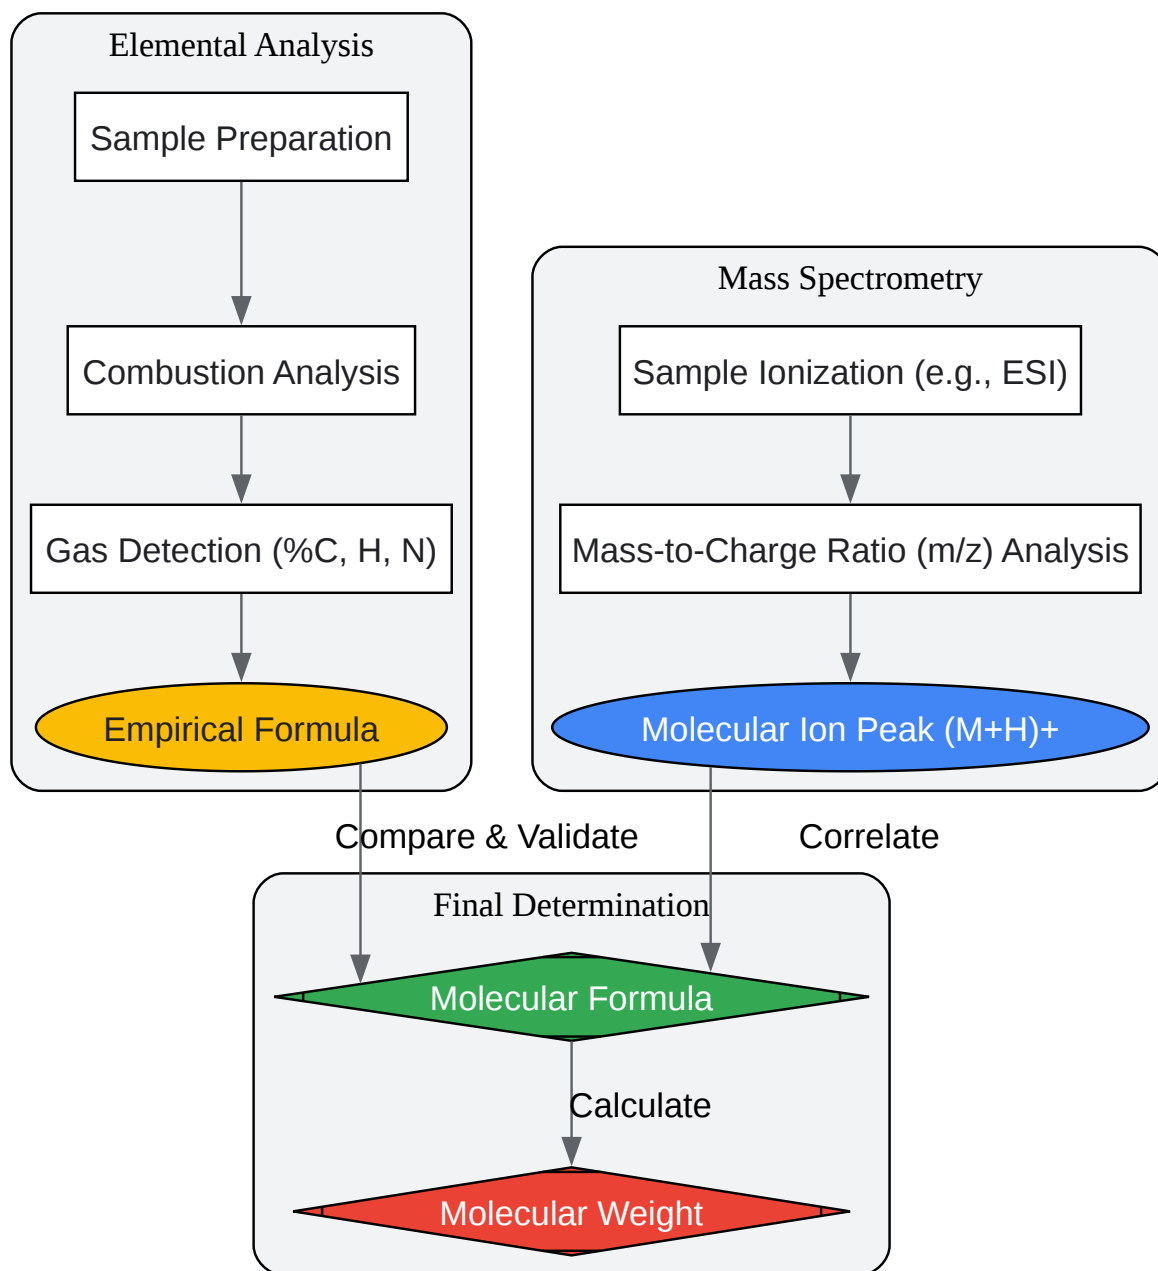 Elemental Analysis
Sample Preparation
Combustion Analysis
Gas Detection (%C, H, N)
Empirical Formula
Mass Spectrometry
Sample Ionization (e.g., ESI)
Mass-to-Charge Ratio (m/z) Analysis
Molecular Ion Peak (M+H)+
Compare & Validate
Correlate
Final Determination
Molecular Formula
Calculate
Molecular Weight